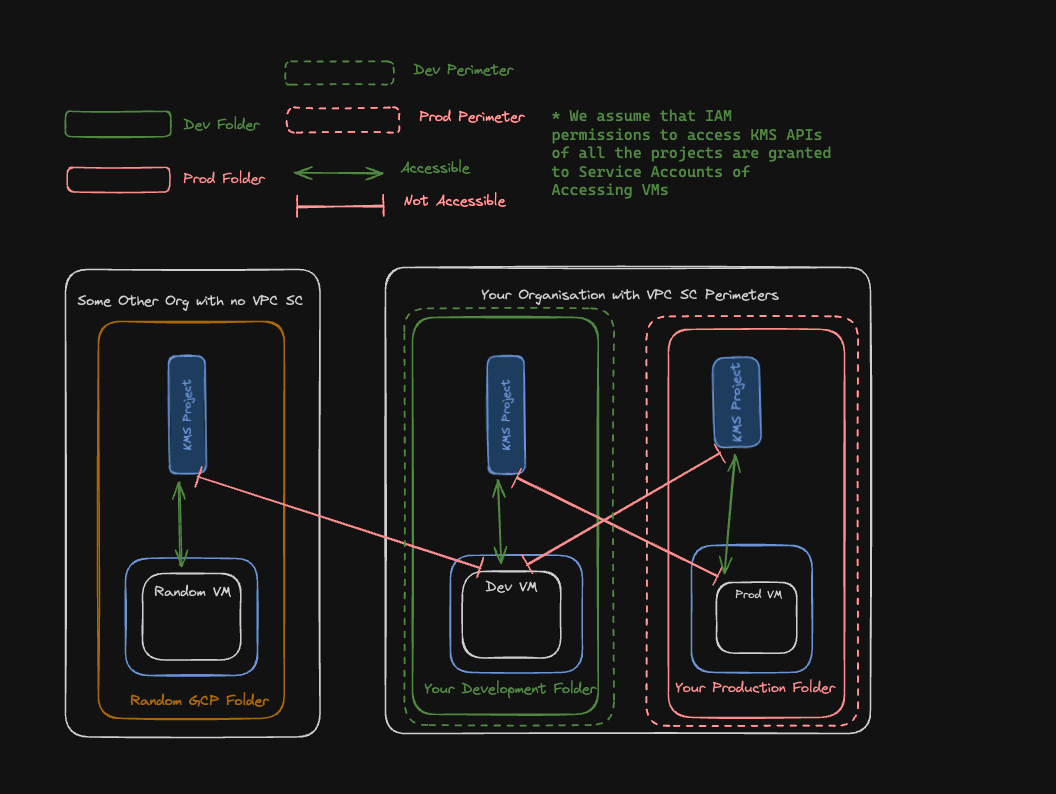 Dev Perimeter
Dev Folder
Prod Perimeter
Prod Folder
Accessible
Not Accessible
* We assume that IAM
permissions to access KMS APIs
of all the projects are granted
to Service Accounts of
Accessing VMs
Some Other Org with no VPC SC
KMS Project
Random VM
Random GCP Folder
Your Organisation with VPC SC Perimeters
KMS Project
Dev VM
Your Development Folder
KMS Project
Prod VM
Your Production Folder